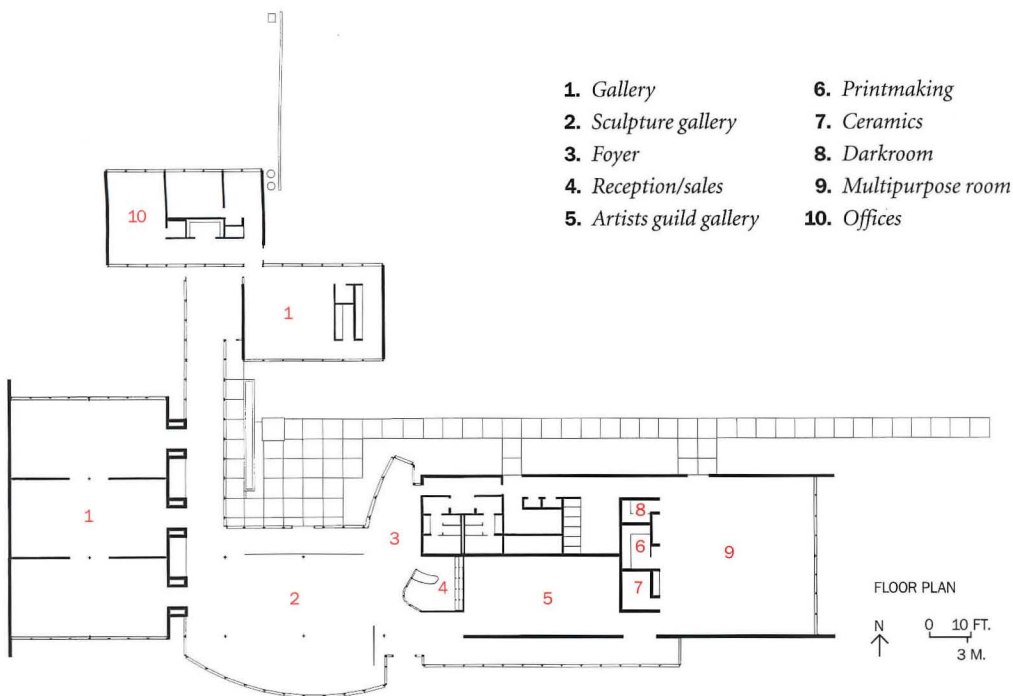 1. Gallery
2. Sculpture gallery
3. Foyer
4. Reception/sales
5. Artists guild gallery
6. Printmaking
7. Ceramics
8. Darkroom
9. Multipurpose room
10. Offices
10
1
1
3
2
4
5
8
6
7
9
FLOOR PLAN
N
0 10 FT.
3 M.